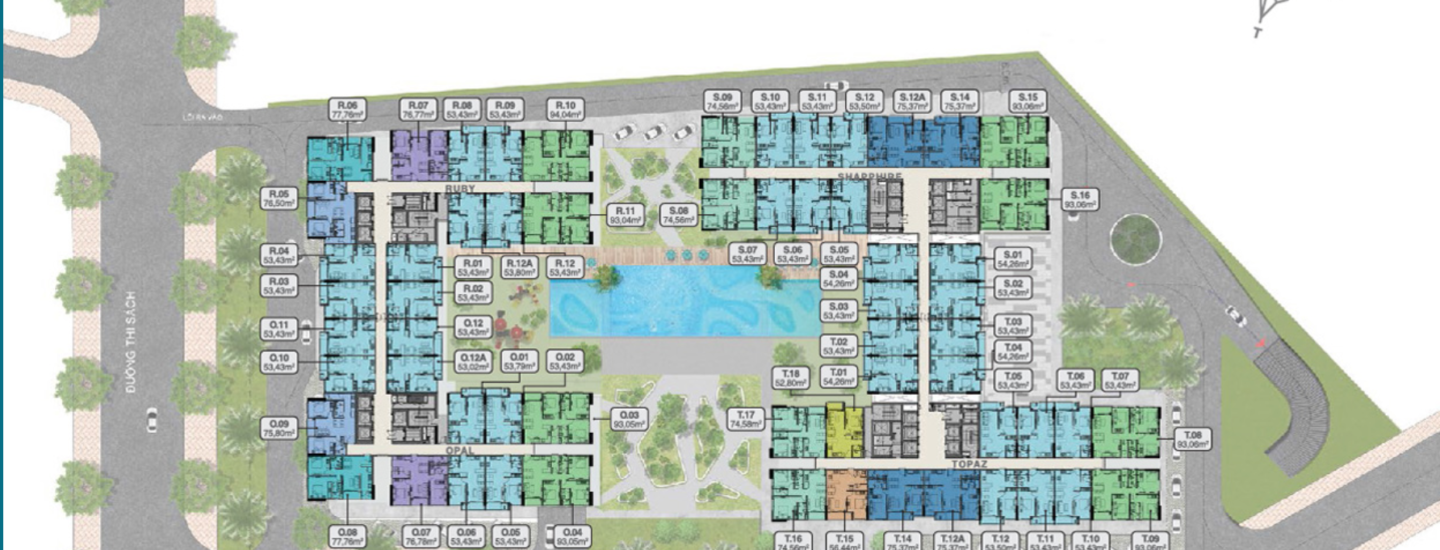 T
LỐI RA VÀO
R.06
77,76m²
R.07
76,77m²
R.08
53,43m²
R.09
53,43m²
R.10
94,04m²
S.09
74,56m²
S.10
53,43m²
S.11
53,43m²
S.12
53,50m²
S.12A
75,37m²
S.14
75,37m²
S.15
93,06m²
RUBY
SHAPPHIRE
R.05
76,50m²
R.11
93,04m²
S.08
74,56m²
S.16
93,06m²
R.04
53,43m²
R.03
53,43m²
R.01
53,43m²
R.12A
53,80m²
R.12
53,43m²
R.02
53,43m²
S.07
53,43m²
S.06
53,43m²
S.05
53,43m²
S.04
54,26m²
S.03
53,43m²
S.01
54,26m²
S.02
53,43m²
ĐƯỜNG THI SÁCH
O.11
53,43m²
O.10
53,43m²
O.12
53,43m²
O.12A
53,02m²
O.01
53,79m²
O.02
53,43m²
T.02
53,43m²
T.01
54,26m²
T.03
53,43m²
T.04
54,26m²
T.18
52,80m²
T.05
53,43m²
T.06
53,43m²
T.07
53,43m²
O.09
75,80m²
O.03
93,05m²
T.17
74,58m²
T.08
93,06m²
OPAL
TOPAZ
O.08
77,76m²
O.07
76,78m²
O.06
53,43m²
O.05
53,43m²
O.04
93,05m²
T.16
74,56m²
T.15
56,44m²
T.14
75,37m²
T.12A
75,37m²
T.12
53,50m²
T.11
53,43m²
T.10
53,43m²
T.09
93,06m²